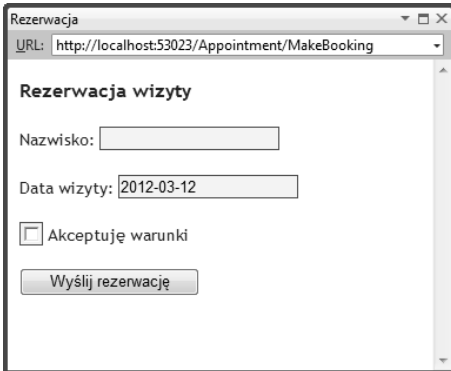 Rezerwacja
URL: http://localhost:53023/Appointment/MakeBooking
Rezerwacja wizyty
Nazwisko:
Data wizyty: 2012-03-12
Akceptuję warunki
Wyślij rezerwację